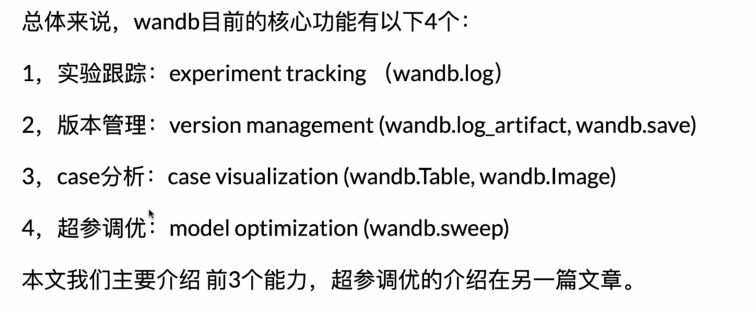 总体来说，wandb目前的核心功能有以下4个：
1，实验跟踪：experiment tracking （wandb.log）
2，版本管理：version management (wandb.log_artifact, wandb.save)
3，case分析：case visualization (wandb.Table, wandb.Image)
4，超参调优：model optimization (wandb.sweep)
本文我们主要介绍 前3个能力，超参调优的介绍在另一篇文章。